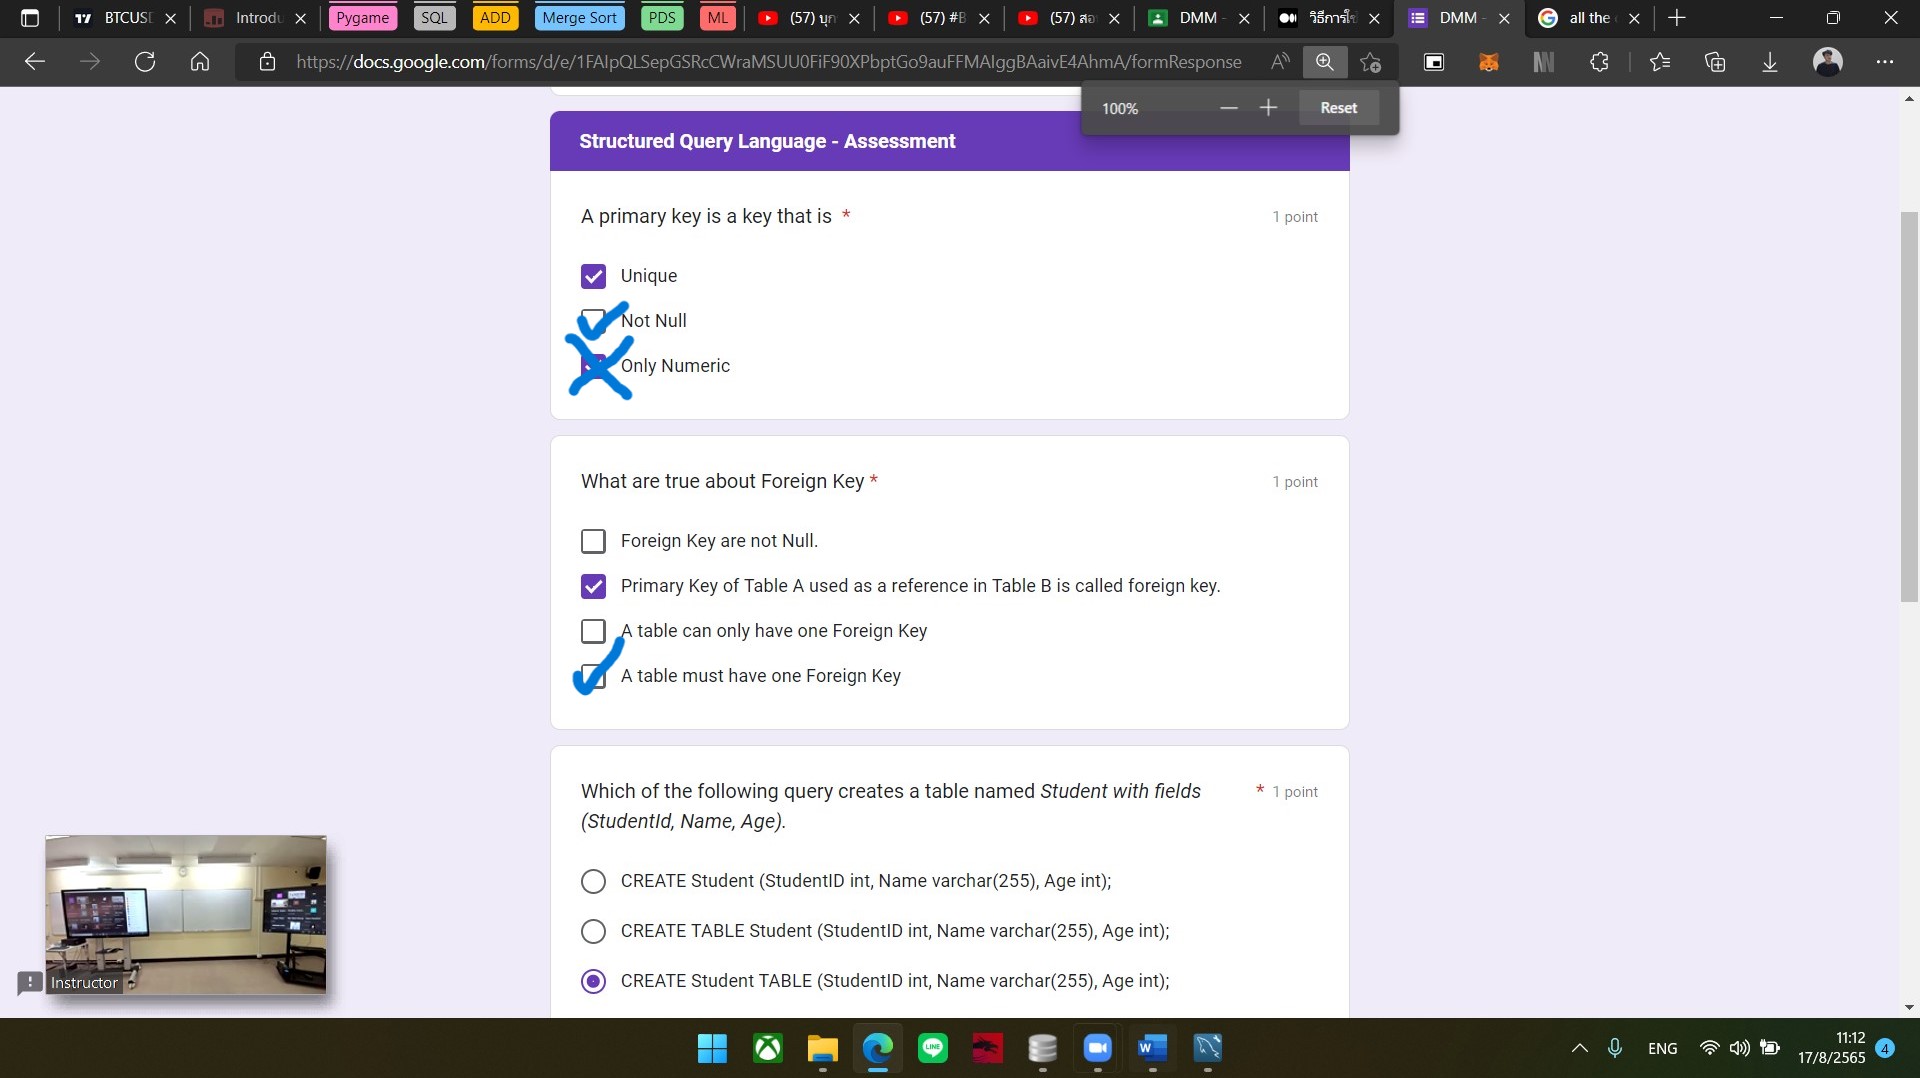 BTCUSD
Introdu
Pygame
SQL
ADD
Merge Sort
PDS
ML
(57) บุก
(57) #B
(57) สอ
DMM -
วิธีการใช้
DMM -
all the
https://docs.google.com/forms/d/e/1FAIpQLSepGSRcCWraMSUU0FiF90XPbptGo9auFFMAIggBAaivE4AhmA/formResponse
100%
Reset
Structured Query Language - Assessment
A primary key is a key that is *
1 point
Unique
Not Null
Only Numeric
What are true about Foreign Key *
1 point
Foreign Key are not Null.
Primary Key of Table A used as a reference in Table B is called foreign key.
A table can only have one Foreign Key
A table must have one Foreign Key
Which of the following query creates a table named Student with fields
* 1 point
(StudentId, Name, Age).
CREATE Student (StudentID int, Name varchar(255), Age int);
CREATE TABLE Student (StudentID int, Name varchar(255), Age int);
CREATE Student TABLE (StudentID int, Name varchar(255), Age int);
Instructor
LINE
W
ENG
11:12
17/8/2565
4